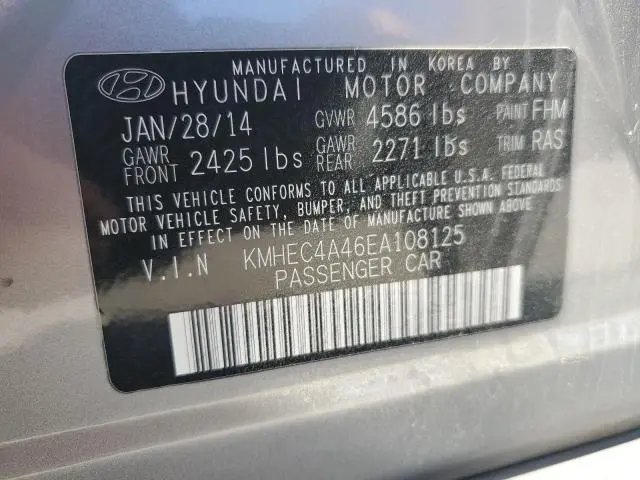 MANUFACTURED IN KOREA BY
HYUNDAI MOTOR COMPANY
JAN/28/14 GVWR 4586 lbs PAINT FHM
GAWR FRONT 2425 lbs GAWR REAR 2271 lbs TRIM RAS
THIS VEHICLE CONFORMS TO ALL APPLICABLE U.S.A. FEDERAL
MOTOR VEHICLE SAFETY, BUMPER, AND THEFT PREVENTION STANDARDS
IN EFFECT ON THE DATE OF MANUFACTURE SHOWN ABOVE.
V.I.N KMHEC4A46EA108125
PASSENGER CAR